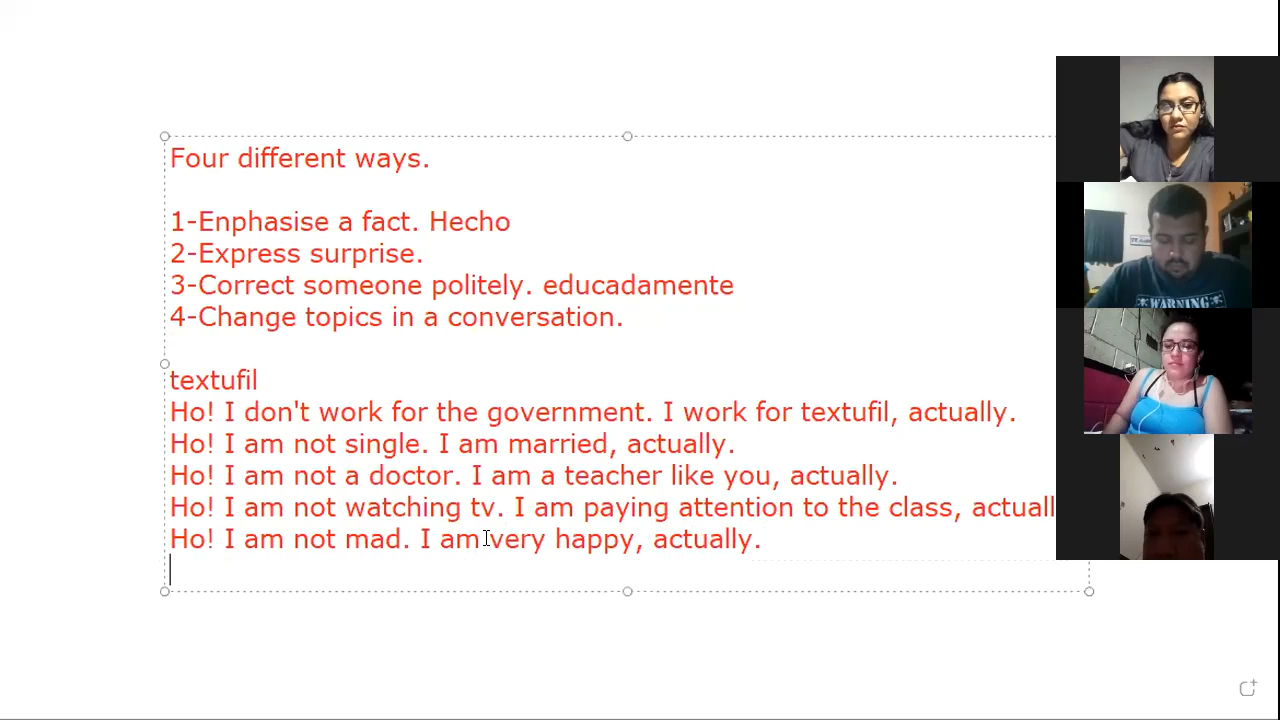 Four different ways.
1-Enphasise a fact. Hecho
2-Express surprise.
3-Correct someone politely. educadamente
4-Change topics in a conversation.
textufil
Ho! I don't work for the government. I work for textufil, actually.
Ho! I am not single. I am married, actually.
Ho! I am not a doctor. I am a teacher like you, actually.
Ho! I am not watching tv. I am paying attention to the class, actuall
Ho! I am not mad. I am very happy, actually.
WARNING